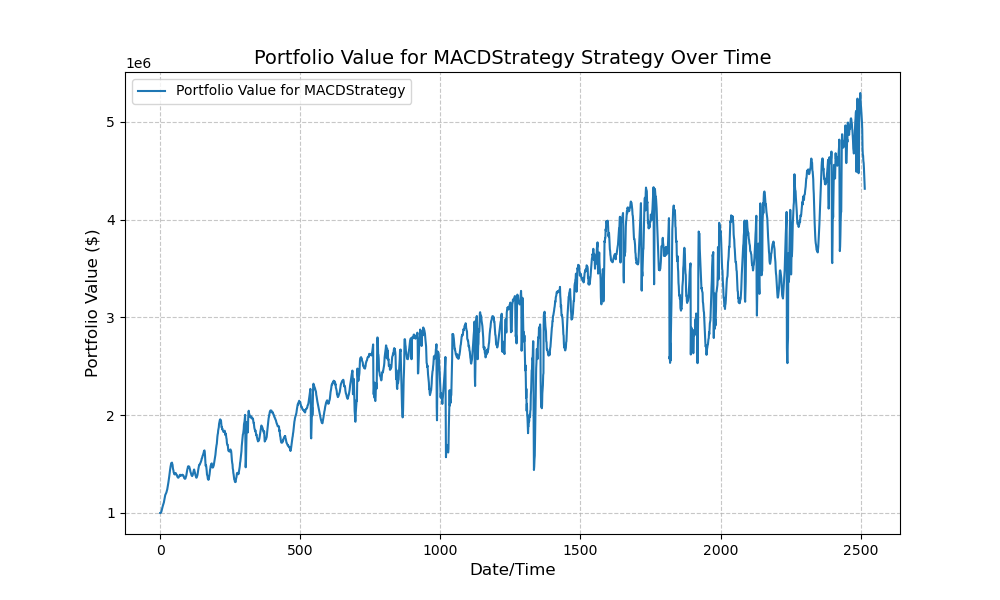 Portfolio Value for MACDStrategy Strategy Over Time
1e6
Portfolio Value for MACDStrategy
5
4
3
2
1
Portfolio Value ($)
0 500 1000 1500 2000 2500
Date/Time